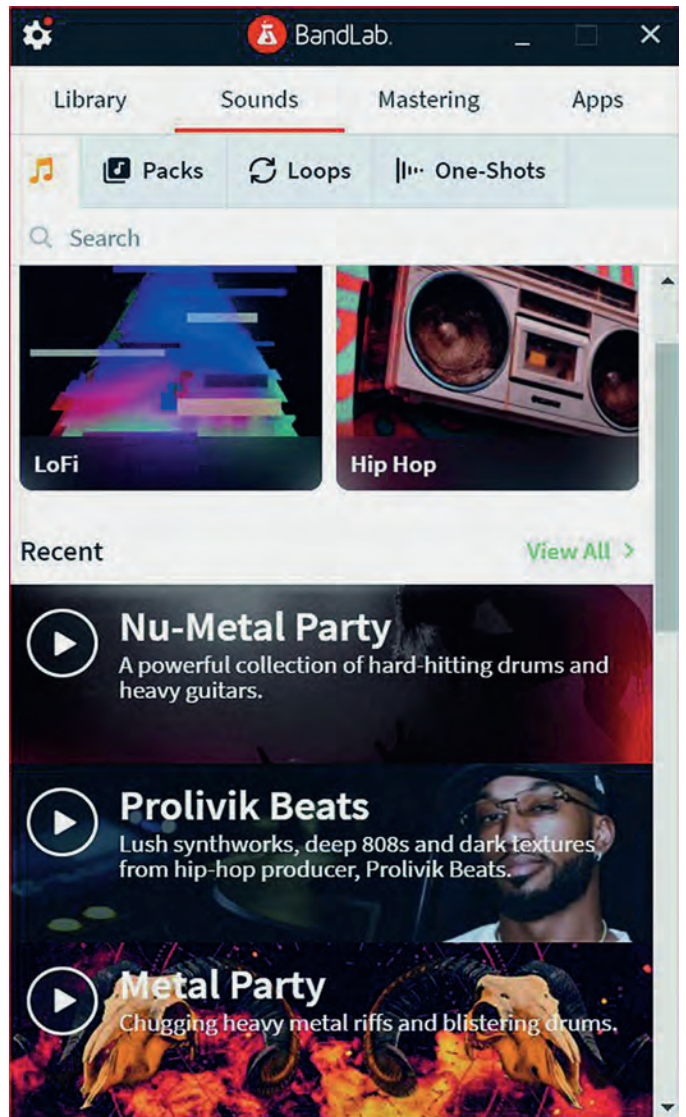 BandLab.
Library Sounds Mastering Apps
Packs Loops One-Shots
Search
LoFi Hip Hop
Recent View All >
Nu-Metal Party
A powerful collection of hard-hitting drums and
heavy guitars.
Prolivik Beats
Lush synthworks, deep 808s and dark textures
from hip-hop producer, Prolivik Beats.
Metal Party
Chugging heavy metal riffs and blistering drums.